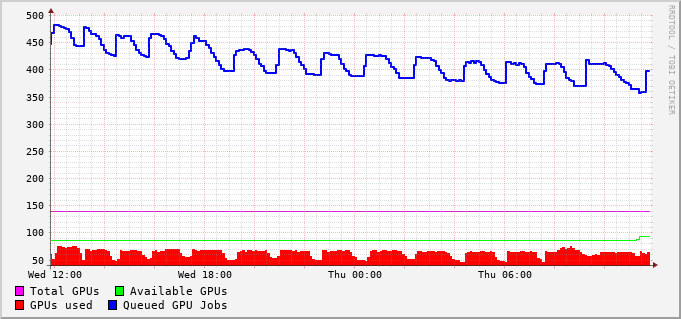 500
450
400
350
300
250
200
150
100
50
Wed 12:00 Wed 18:00 Thu 00:00 Thu 06:00
Total GPUs Available GPUs
GPUs used Queued GPU Jobs
RRDTOOL / TOBI OETIKER